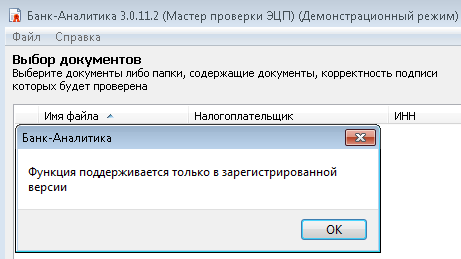 Банк-Аналитика 3.0.11.2 (Мастер проверки ЭЦП) (Демонстрационный режим)
Файл Справка
Выбор документов
Выберите документы либо папки, содержащие документы, корректность подписи
которых будет проверена
Имя файла Налогоплательщик ИНН
Банк-Аналитика
Функция поддерживается только в зарегистрированной
версии
OK